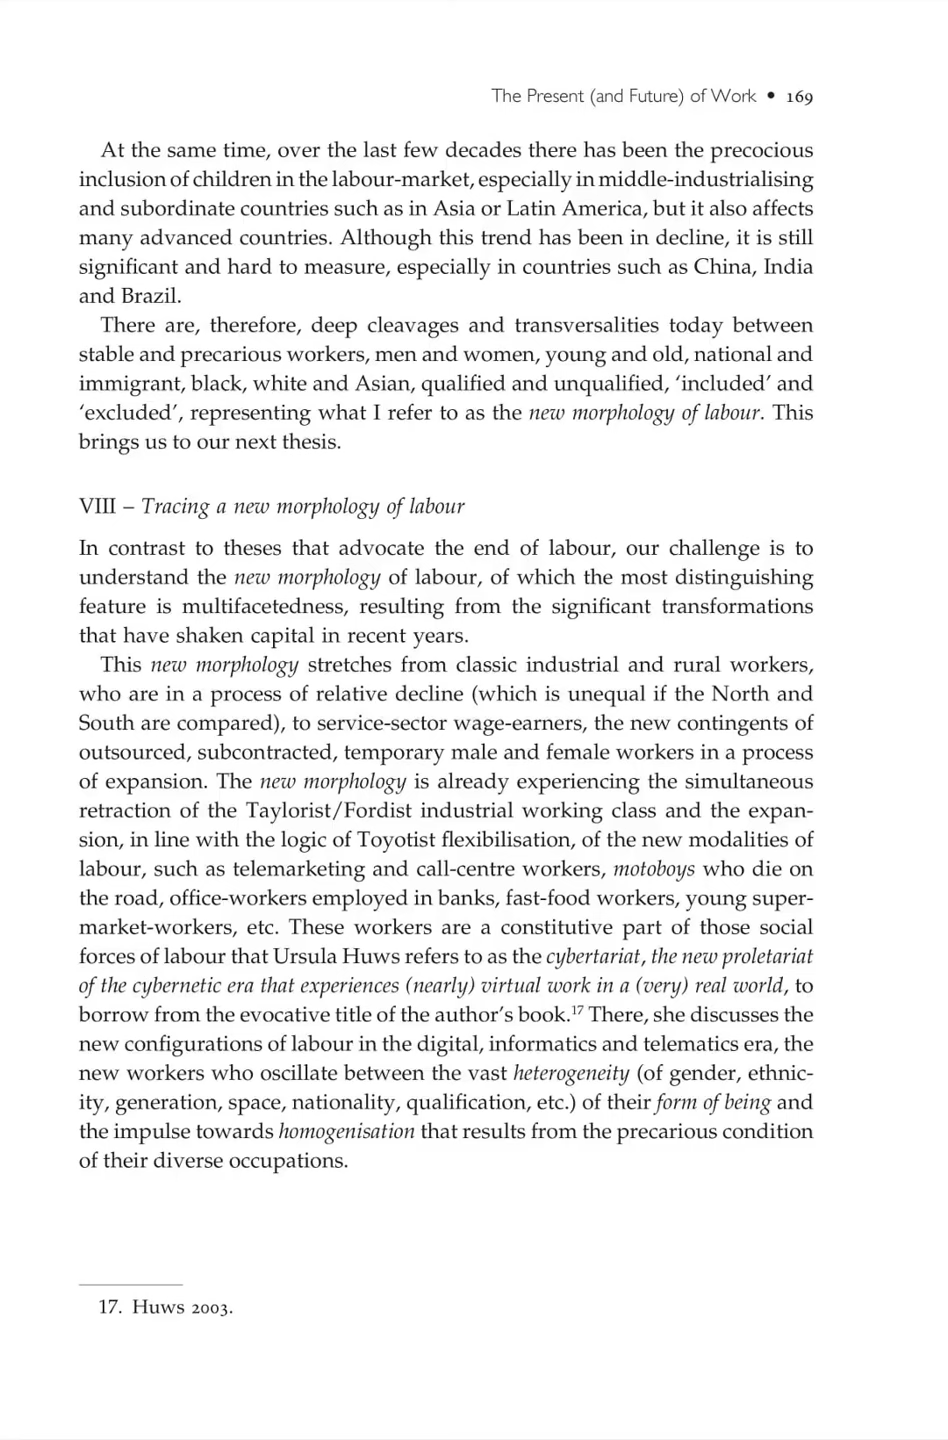 The Present (and Future) of Work • 169
At the same time, over the last few decades there has been the precocious
inclusion of children in the labour-market, especially in middle-industrialising
and subordinate countries such as in Asia or Latin America, but it also affects
many advanced countries. Although this trend has been in decline, it is still
significant and hard to measure, especially in countries such as China, India
and Brazil.
There are, therefore, deep cleavages and transversalities today between
stable and precarious workers, men and women, young and old, national and
immigrant, black, white and Asian, qualified and unqualified, ‘included’ and
‘excluded’, representing what I refer to as the new morphology of labour. This
brings us to our next thesis.
VIII – Tracing a new morphology of labour
In contrast to theses that advocate the end of labour, our challenge is to
understand the new morphology of labour, of which the most distinguishing
feature is multifacetedness, resulting from the significant transformations
that have shaken capital in recent years.
This new morphology stretches from classic industrial and rural workers,
who are in a process of relative decline (which is unequal if the North and
South are compared), to service-sector wage-earners, the new contingents of
outsourced, subcontracted, temporary male and female workers in a process
of expansion. The new morphology is already experiencing the simultaneous
retraction of the Taylorist/Fordist industrial working class and the expan-
sion, in line with the logic of Toyotist flexibilisation, of the new modalities of
labour, such as telemarketing and call-centre workers, motoboys who die on
the road, office-workers employed in banks, fast-food workers, young super-
market-workers, etc. These workers are a constitutive part of those social
forces of labour that Ursula Huws refers to as the cybertariat, the new proletariat
of the cybernetic era that experiences (nearly) virtual work in a (very) real world, to
borrow from the evocative title of the author’s book.17 There, she discusses the
new configurations of labour in the digital, informatics and telematics era, the
new workers who oscillate between the vast heterogeneity (of gender, ethnic-
ity, generation, space, nationality, qualification, etc.) of their form of being and
the impulse towards homogenisation that results from the precarious condition
of their diverse occupations.
17. Huws 2003.